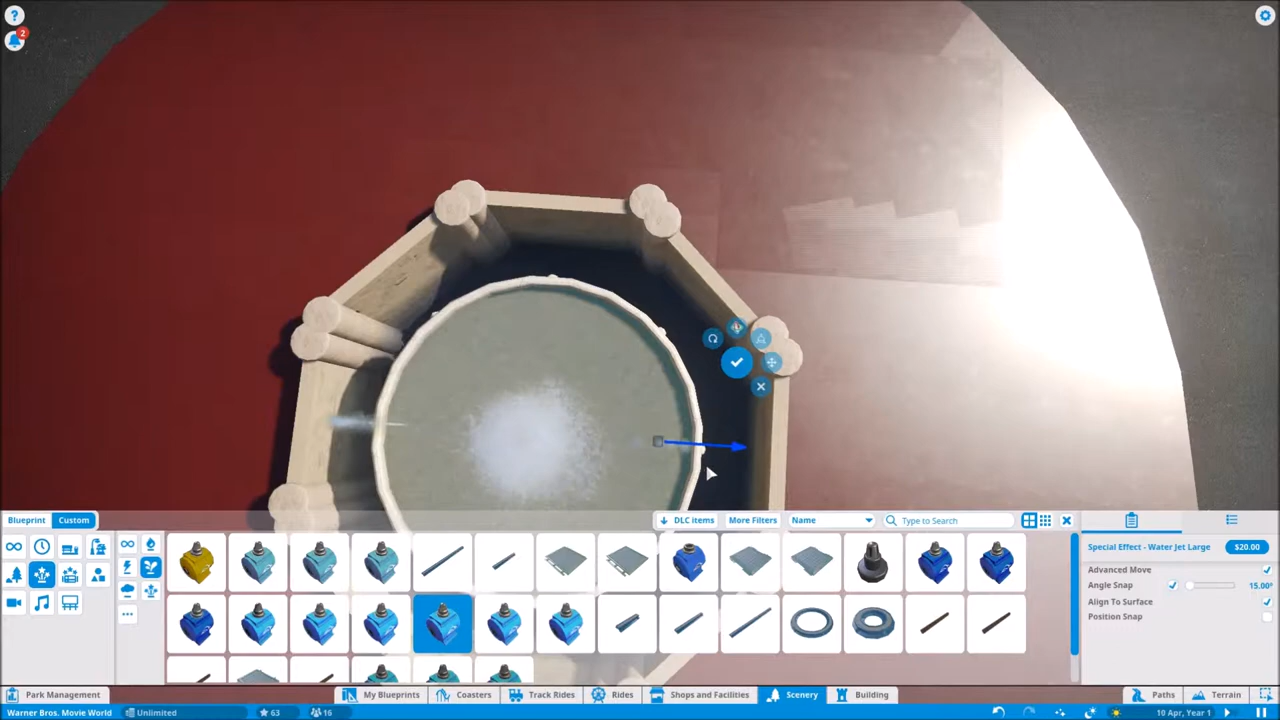 ?
2
Blueprint Custom DLC items More Filters Name Type to Search
Special Effect - Water Jet Large $20.00
Advanced Move
Angle Snap 15.00°
Align To Surface
Position Snap
Park Management My Blueprints Coasters Track Rides Rides Shops and Facilities Scenery Building Paths Terrain
Warner Bros. Movie World Unlimited 63 16 10 Apr, Year 1